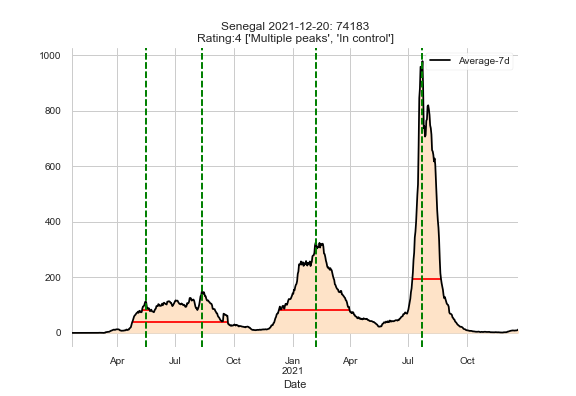 Senegal 2021-12-20: 74183
Rating:4 ['Multiple peaks', 'In control']
Average-7d
1000
800
600
400
200
0
Apr Jul Oct Jan Apr Jul Oct
2021
Date